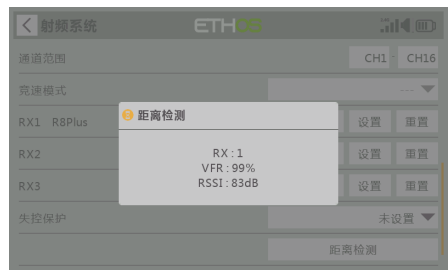 射频系统 ETHOS
通道范围 CH1 - CH16
竞速模式 ---
RX1 R8Plus 设置 重置
距离检测
RX : 1
VFR : 99%
RSSI : 83dB
RX2 设置 重置
RX3 设置 重置
失控保护 未设置
距离检测